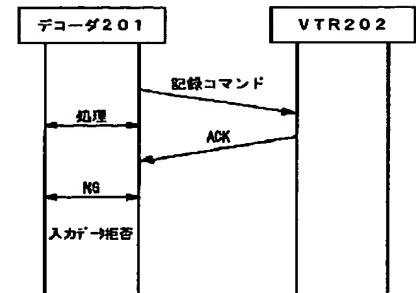 デコーダ201
VTR202
記録コマンド
処理
ACK
NG
入力データ拒否